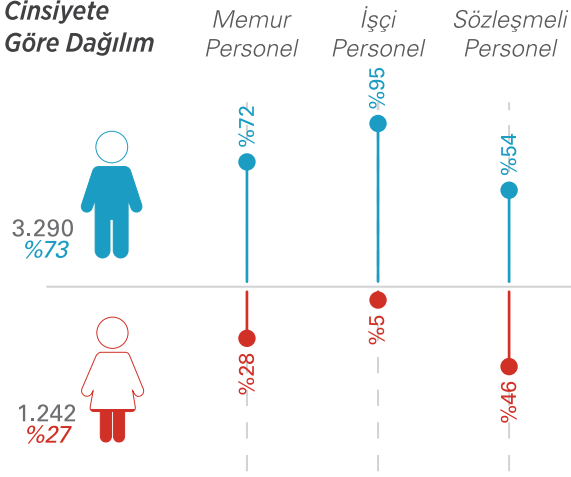 Cinsiyete
Göre Dağılım
Memur
Personel
İşçi
Personel
Sözleşmeli
Personel
%72
%95
%54
3.290
%73
%28
%5
%46
1.242
%27